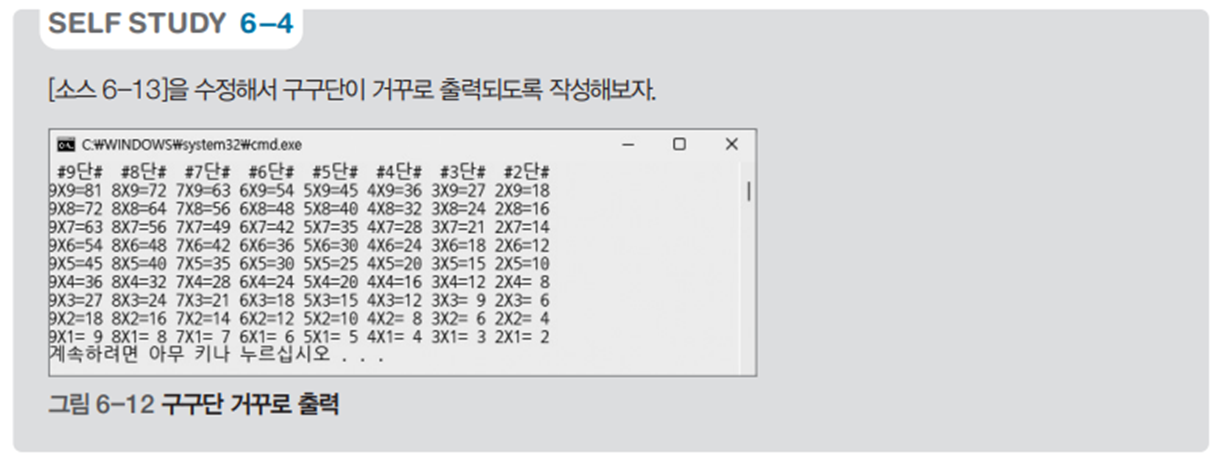 SELF STUDY 6-4
[소스 6-13]을 수정해서 구구단이 거꾸로 출력되도록 작성해보자.
C:₩WINDOWS₩system32₩cmd.exe
#9단# #8단# #7단# #6단# #5단# #4단# #3단# #2단#
9X9=81 8X9=72 7X9=63 6X9=54 5X9=45 4X9=36 3X9=27 2X9=18
9X8=72 8X8=64 7X8=56 6X8=48 5X8=40 4X8=32 3X8=24 2X8=16
9X7=63 8X7=56 7X7=49 6X7=42 5X7=35 4X7=28 3X7=21 2X7=14
9X6=54 8X6=48 7X6=42 6X6=36 5X6=30 4X6=24 3X6=18 2X6=12
9X5=45 8X5=40 7X5=35 6X5=30 5X5=25 4X5=20 3X5=15 2X5=10
9X4=36 8X4=32 7X4=28 6X4=24 5X4=20 4X4=16 3X4=12 2X4= 8
9X3=27 8X3=24 7X3=21 6X3=18 5X3=15 4X3=12 3X3= 9 2X3= 6
9X2=18 8X2=16 7X2=14 6X2=12 5X2=10 4X2= 8 3X2= 6 2X2= 4
9X1= 9 8X1= 8 7X1= 7 6X1= 6 5X1= 5 4X1= 4 3X1= 3 2X1= 2
계속하려면 아무 키나 누르십시오 . . .
그림 6-12 구구단 거꾸로 출력